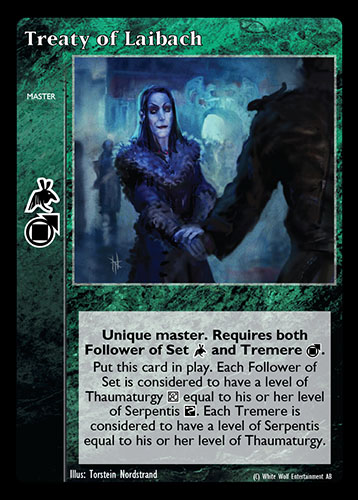 Treaty of Laibach
MASTER
Unique master. Requires both
Follower of Set and Tremere .
Put this card in play. Each Follower of
Set is considered to have a level of
Thaumaturgy equal to his or her level
of Serpentis . Each Tremere is
considered to have a level of Serpentis
equal to his or her level of Thaumaturgy.
Illus: Torstein Nordstrand (C) White Wolf Entertainment AB